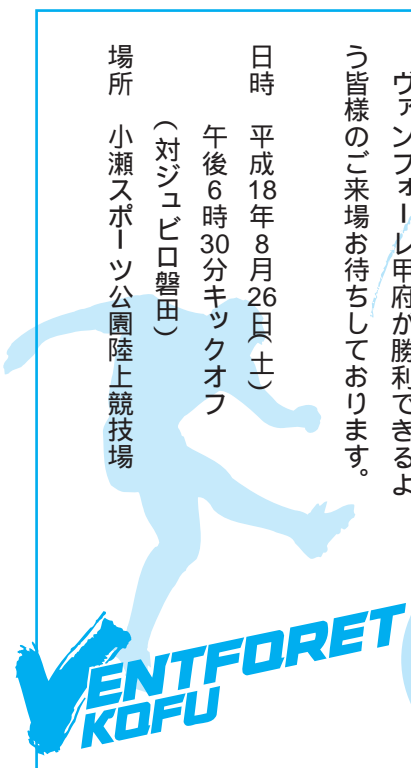 ヴァンフォーレ甲府が勝利できるよ
う皆様のご来場お待ちしております。
日時　平成18年8月26日(土)
午後6時30分キックオフ
(対ジュビロ磐田)
場所　小瀬スポーツ公園陸上競技場
VENTFORET
KOFU